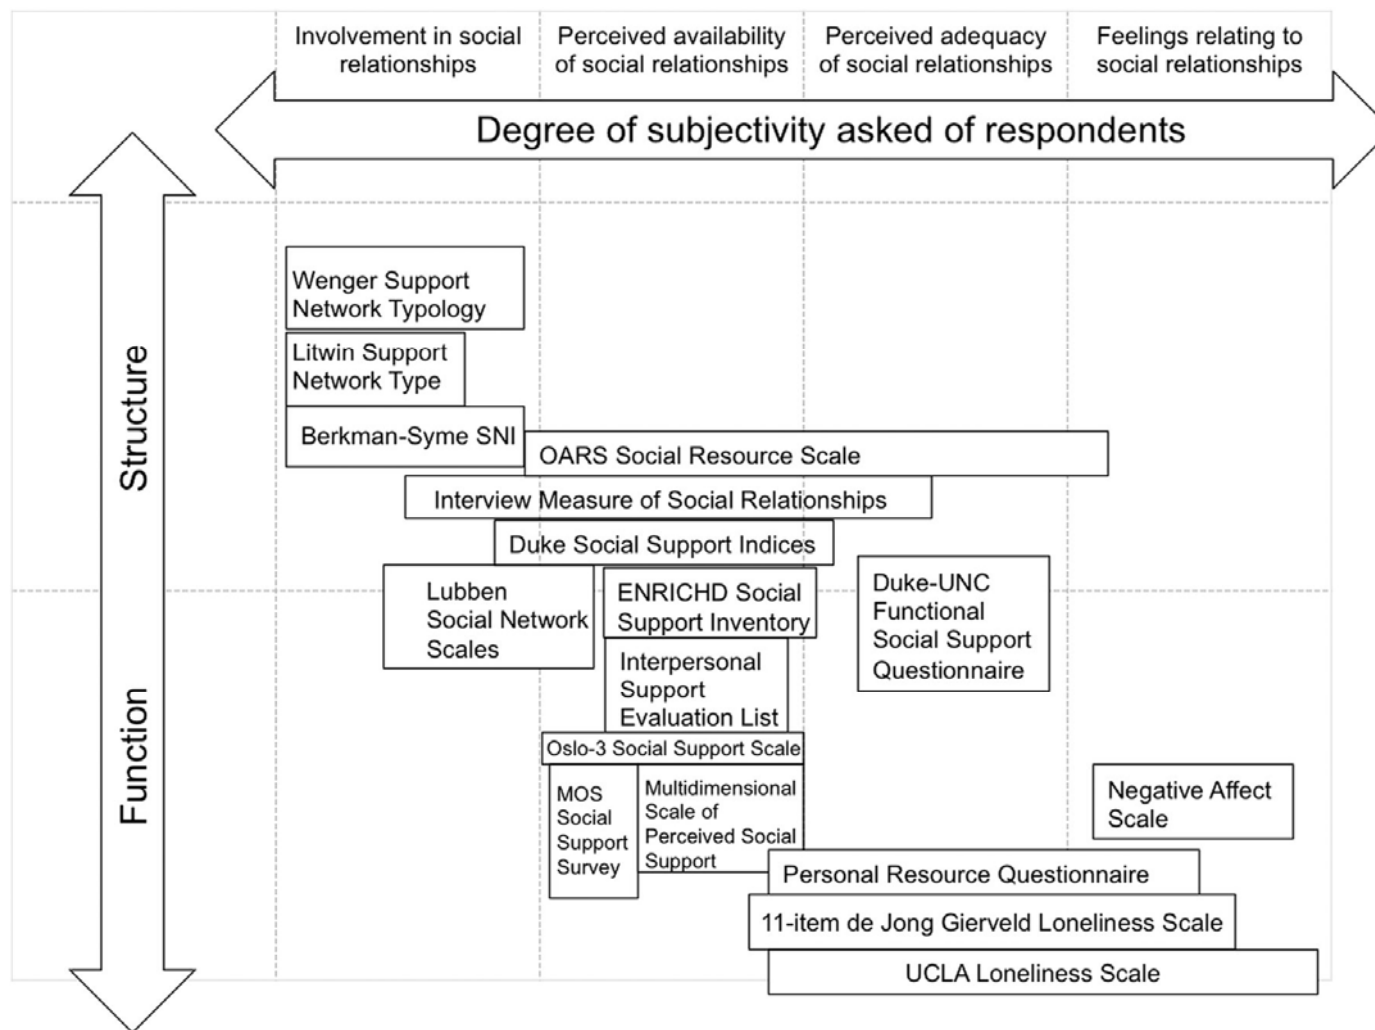 Involvement in social
relationships
Perceived availability
of social relationships
Perceived adequacy
of social relationships
Feelings relating to
social relationships
Degree of subjectivity asked of respondents
Structure
Function
Wenger Support
Network Typology
Litwin Support
Network Type
Berkman-Syme SNI
OARS Social Resource Scale
Interview Measure of Social Relationships
Duke Social Support Indices
Lubben
Social Network
Scales
ENRICHD Social
Support Inventory
Duke-UNC
Functional
Social Support
Questionnaire
Interpersonal
Support
Evaluation List
Oslo-3 Social Support Scale
MOS
Social
Support
Survey
Multidimensional
Scale of
Perceived Social
Support
Negative Affect
Scale
Personal Resource Questionnaire
11-item de Jong Gierveld Loneliness Scale
UCLA Loneliness Scale